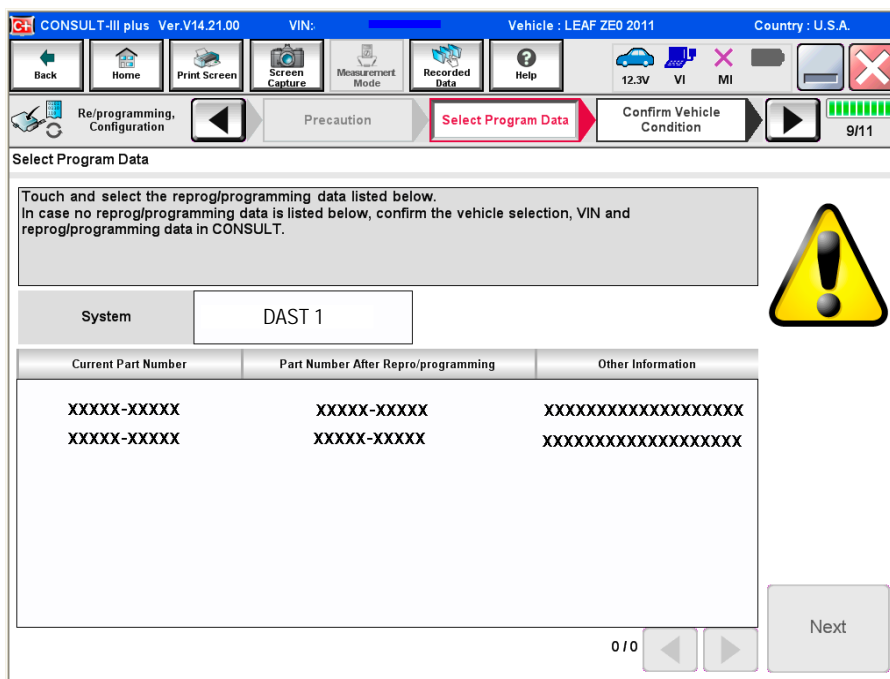 C+ CONSULT-III plus Ver.V14.21.00 VIN: Vehicle : LEAF ZE0 2011 Country : U.S.A.
Back
Home
Print Screen
Screen Capture
Measurement Mode
Recorded Data
Help
12.3V
VI
MI
Re/programming, Configuration
Precaution
Select Program Data
Confirm Vehicle Condition
9/11
Select Program Data
Touch and select the reprog/programming data listed below.
In case no reprog/programming data is listed below, confirm the vehicle selection, VIN and
reprog/programming data in CONSULT.
System DAST 1
Current Part Number Part Number After Repro/programming Other Information
XXXXX-XXXXX XXXXX-XXXXX XXXXXXXXXXXXXXXXXXX
XXXXX-XXXXX XXXXX-XXXXX XXXXXXXXXXXXXXXXXXX
0/0
Next